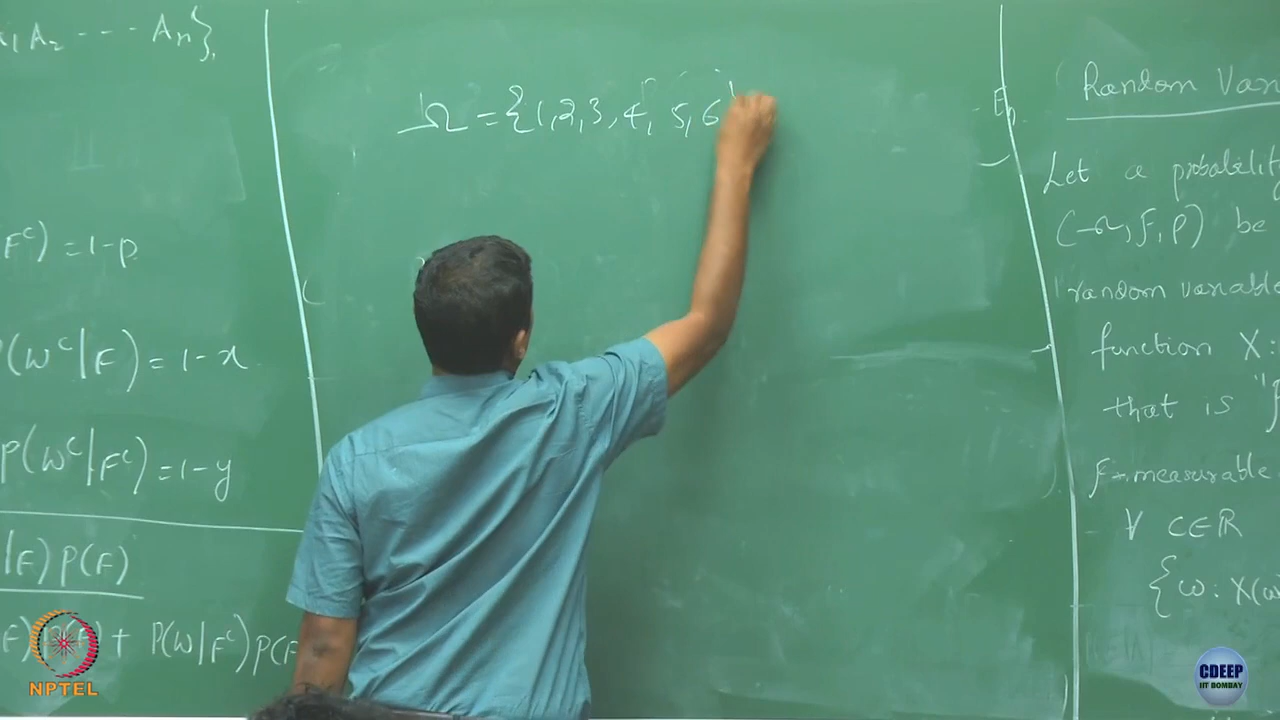 A₁ A₂ ---- Aₙ},
F^c) = 1-p
P(W^c|F) = 1-x
P(W^c|F^c) = 1-y
|F) P(F)
F) P(F) + P(W|F^c) P(F
Ω = {1,2,3,4, 5,6
Random Var
Let a probability
(Ω, F, P) be
random variable
function X:
that is "F
F-measurable
∀ C∈ℝ
{ω: X(ω
NPTEL
CDEEP
IIT BOMBAY